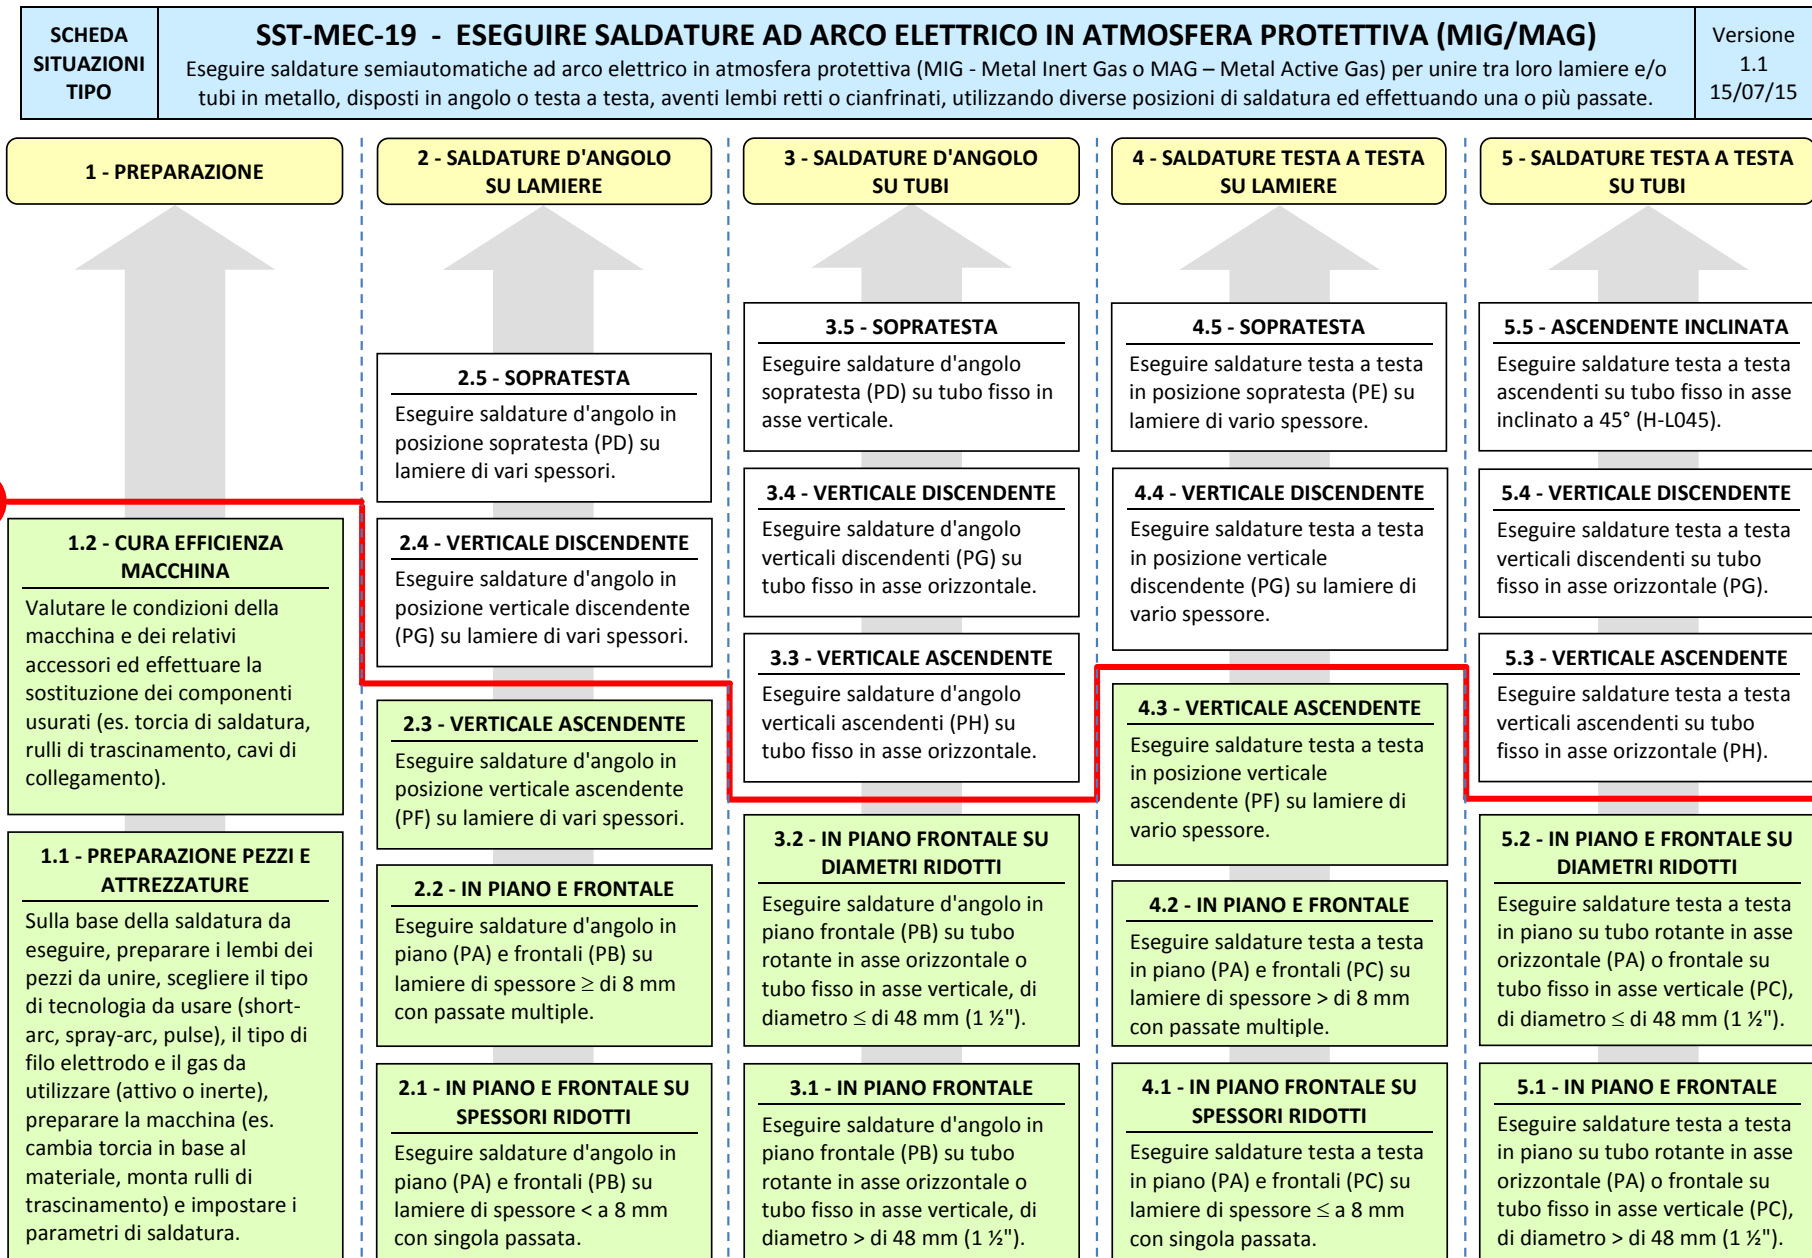 SCHEDA
SITUAZIONI
TIPO
SST-MEC-19 - ESEGUIRE SALDATURE AD ARCO ELETTRICO IN ATMOSFERA PROTETTIVA (MIG/MAG)
Eseguire saldature semiautomatiche ad arco elettrico in atmosfera protettiva (MIG - Metal Inert Gas o MAG – Metal Active Gas) per unire tra loro lamiere e/o
tubi in metallo, disposti in angolo o testa a testa, aventi lembi retti o cianfrinati, utilizzando diverse posizioni di saldatura ed effettuando una o più passate.
Versione
1.1
15/07/15
1 - PREPARAZIONE
1.2 - CURA EFFICIENZA
MACCHINA
Valutare le condizioni della
macchina e dei relativi
accessori ed effettuare la
sostituzione dei componenti
usurati (es. torcia di saldatura,
rulli di trascinamento, cavi di
collegamento).
1.1 - PREPARAZIONE PEZZI E
ATTREZZATURE
Sulla base della saldatura da
eseguire, preparare i lembi dei
pezzi da unire, scegliere il tipo
di tecnologia da usare (short-
arc, spray-arc, pulse), il tipo di
filo elettrodo e il gas da
utilizzare (attivo o inerte),
preparare la macchina (es.
cambia torcia in base al
materiale, monta rulli di
trascinamento) e impostare i
parametri di saldatura.
2 - SALDATURE D'ANGOLO
SU LAMIERE
2.5 - SOPRATESTA
Eseguire saldature d'angolo in
posizione sopratesta (PD) su
lamiere di vari spessori.
2.4 - VERTICALE DISCENDENTE
Eseguire saldature d'angolo in
posizione verticale discendente
(PG) su lamiere di vari spessori.
2.3 - VERTICALE ASCENDENTE
Eseguire saldature d'angolo in
posizione verticale ascendente
(PF) su lamiere di vari spessori.
2.2 - IN PIANO E FRONTALE
Eseguire saldature d'angolo in
piano (PA) e frontali (PB) su
lamiere di spessore ≥ di 8 mm
con passate multiple.
2.1 - IN PIANO E FRONTALE SU
SPESSORI RIDOTTI
Eseguire saldature d'angolo in
piano (PA) e frontali (PB) su
lamiere di spessore < a 8 mm
con singola passata.
3 - SALDATURE D'ANGOLO
SU TUBI
3.5 - SOPRATESTA
Eseguire saldature d'angolo
sopratesta (PD) su tubo fisso in
asse verticale.
3.4 - VERTICALE DISCENDENTE
Eseguire saldature d'angolo
verticali discendenti (PG) su
tubo fisso in asse orizzontale.
3.3 - VERTICALE ASCENDENTE
Eseguire saldature d'angolo
verticali ascendenti (PH) su
tubo fisso in asse orizzontale.
3.2 - IN PIANO FRONTALE SU
DIAMETRI RIDOTTI
Eseguire saldature d'angolo in
piano frontale (PB) su tubo
rotante in asse orizzontale o
tubo fisso in asse verticale, di
diametro ≤ di 48 mm (1 ½").
3.1 - IN PIANO FRONTALE
Eseguire saldature d'angolo in
piano frontale (PB) su tubo
rotante in asse orizzontale o
tubo fisso in asse verticale, di
diametro > di 48 mm (1 ½").
4 - SALDATURE TESTA A TESTA
SU LAMIERE
4.5 - SOPRATESTA
Eseguire saldature testa a testa
in posizione sopratesta (PE) su
lamiere di vario spessore.
4.4 - VERTICALE DISCENDENTE
Eseguire saldature testa a testa
in posizione verticale
discendente (PG) su lamiere di
vario spessore.
4.3 - VERTICALE ASCENDENTE
Eseguire saldature testa a testa
in posizione verticale
ascendente (PF) su lamiere di
vario spessore.
4.2 - IN PIANO E FRONTALE
Eseguire saldature testa a testa
in piano (PA) e frontali (PC) su
lamiere di spessore > di 8 mm
con passate multiple.
4.1 - IN PIANO FRONTALE SU
SPESSORI RIDOTTI
Eseguire saldature testa a testa
in piano (PA) e frontali (PC) su
lamiere di spessore ≤ a 8 mm
con singola passata.
5 - SALDATURE TESTA A TESTA
SU TUBI
5.5 - ASCENDENTE INCLINATA
Eseguire saldature testa a testa
ascendenti su tubo fisso in asse
inclinato a 45° (H-L045).
5.4 - VERTICALE DISCENDENTE
Eseguire saldature testa a testa
verticali discendenti su tubo
fisso in asse orizzontale (PG).
5.3 - VERTICALE ASCENDENTE
Eseguire saldature testa a testa
verticali ascendenti su tubo
fisso in asse orizzontale (PH).
5.2 - IN PIANO E FRONTALE SU
DIAMETRI RIDOTTI
Eseguire saldature testa a testa
in piano su tubo rotante in asse
orizzontale (PA) o frontale su
tubo fisso in asse verticale (PC),
di diametro ≤ di 48 mm (1 ½").
5.1 - IN PIANO E FRONTALE
Eseguire saldature testa a testa
in piano su tubo rotante in asse
orizzontale (PA) o frontale su
tubo fisso in asse verticale (PC),
di diametro > di 48 mm (1 ½").